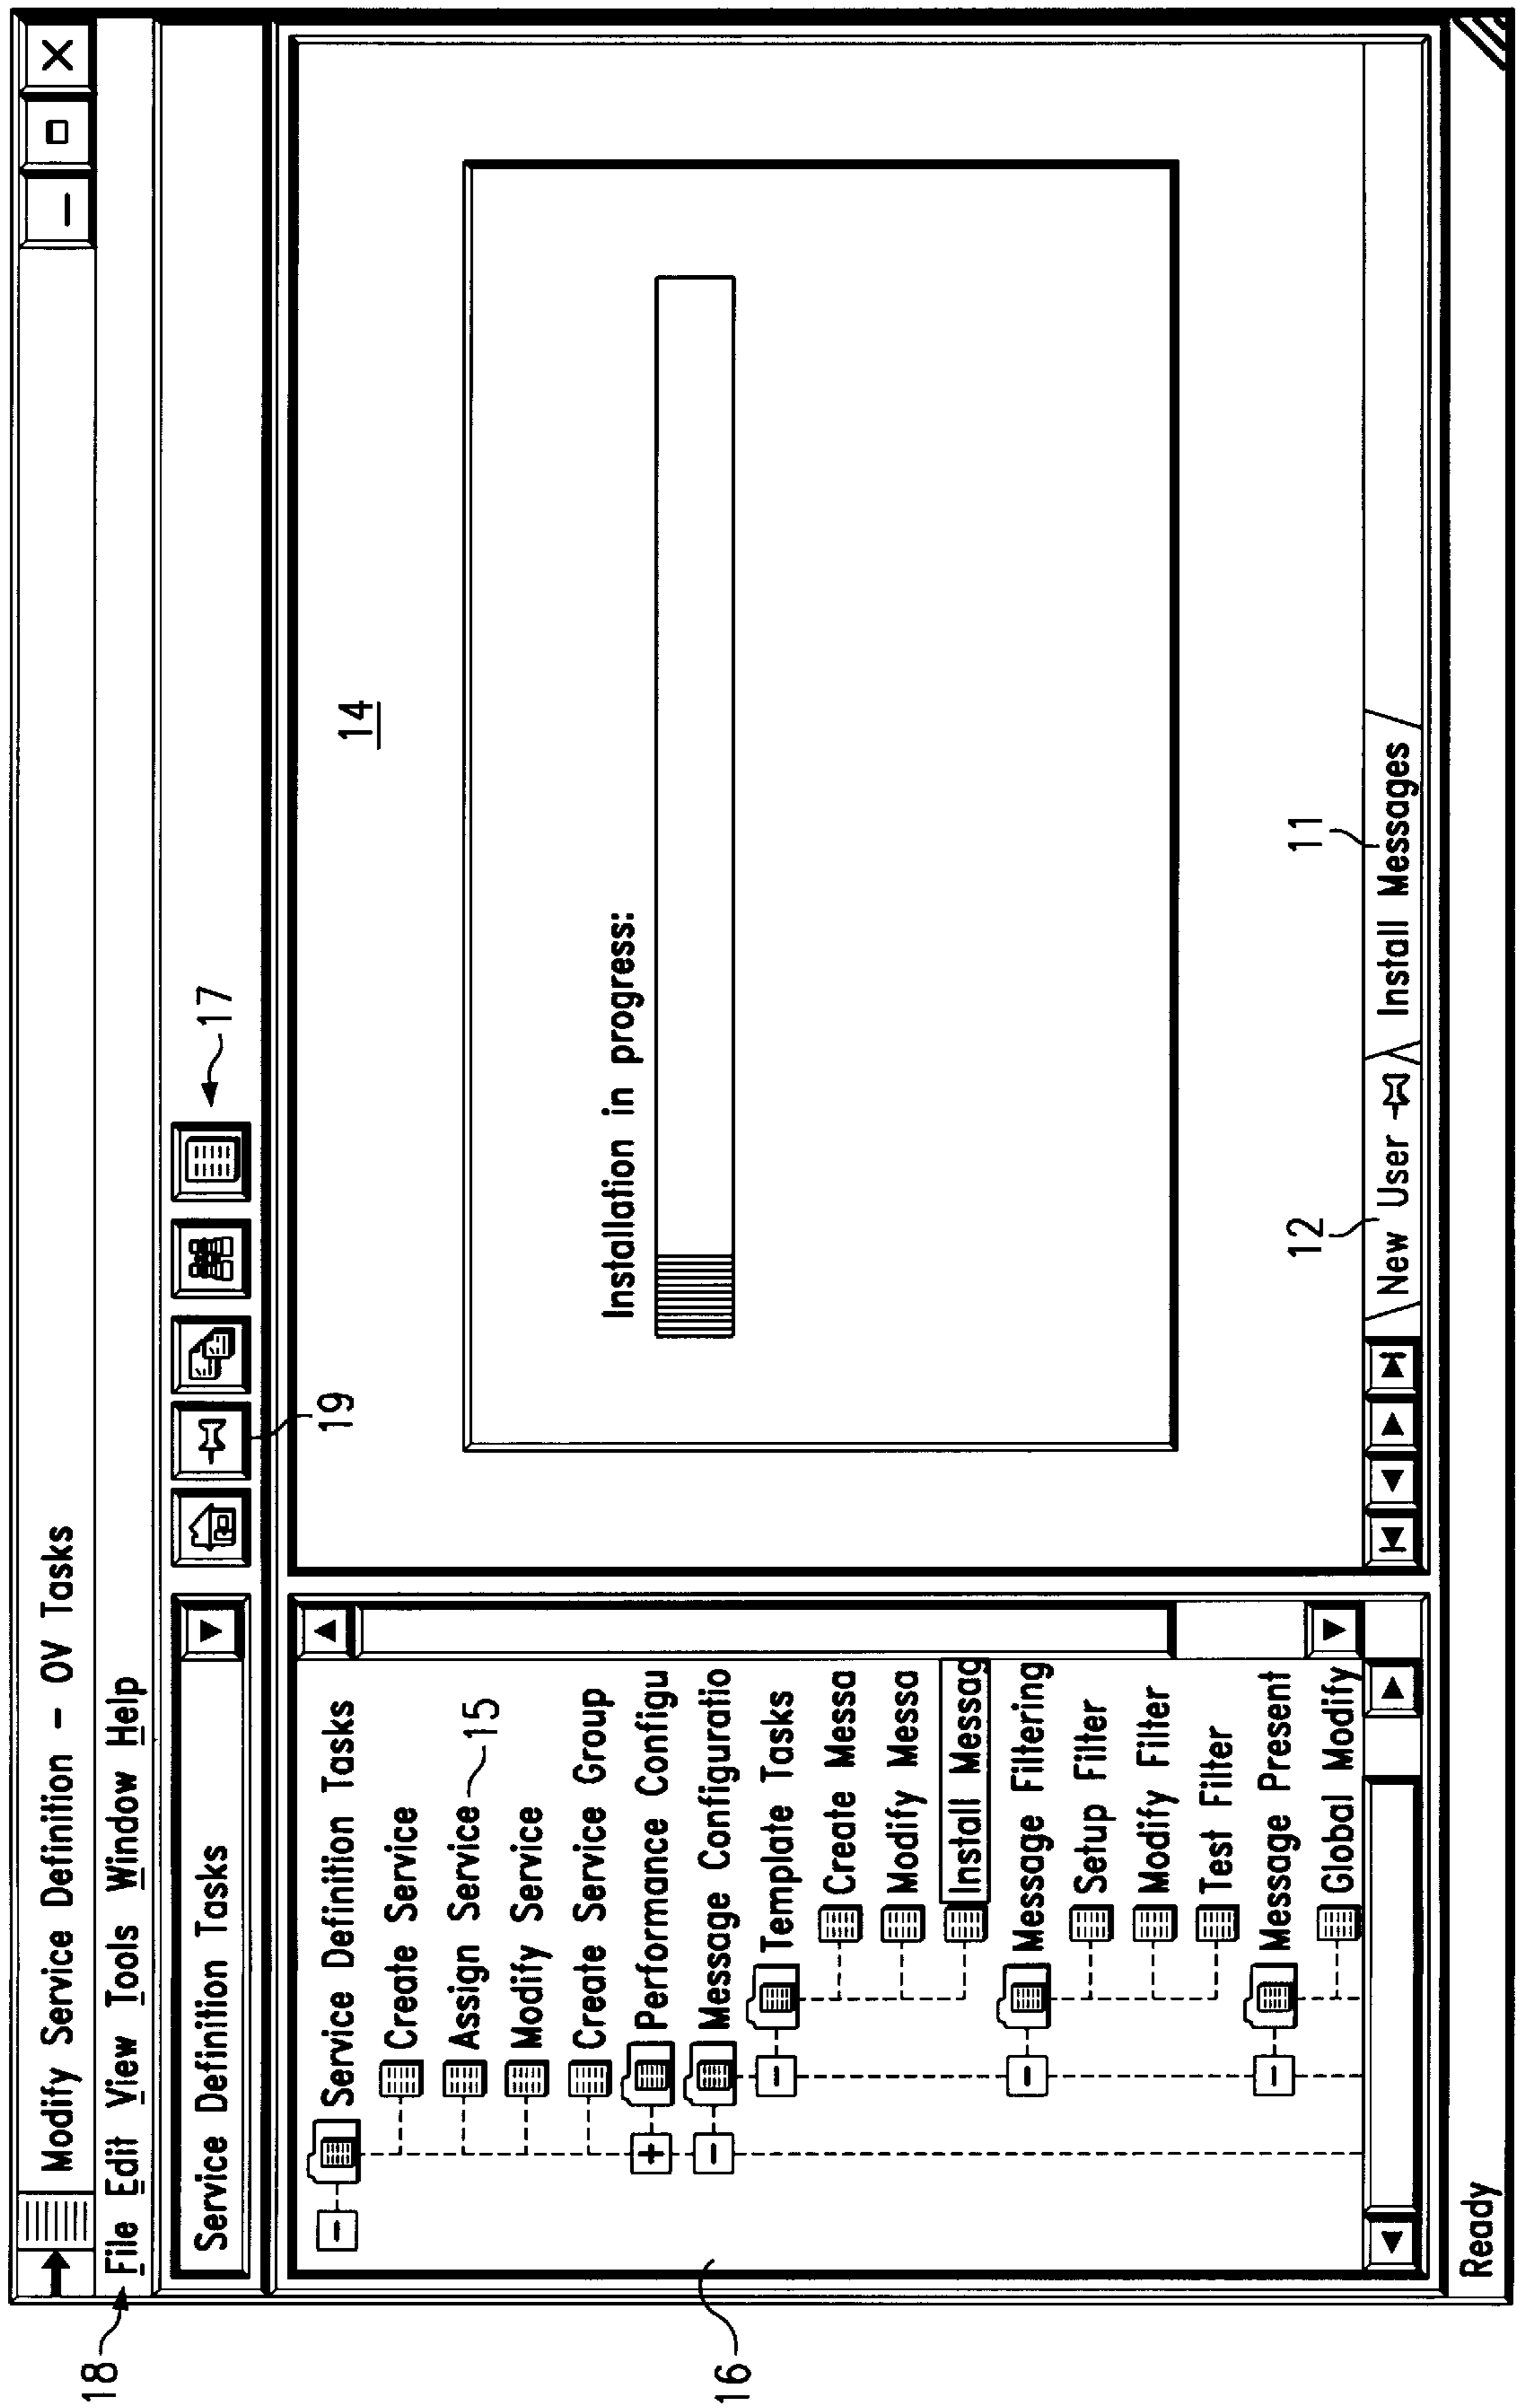 Modify Service Definition – OV Tasks
18
File Edit View Tools Window Help
Service Definition Tasks
17
19
Service Definition Tasks
Create Service
Assign Service
15
Modify Service
Create Service Group
Performance Configu
Message Configuratio
Template Tasks
Create Messa
Modify Messa
Install Messag
Message Filtering
Setup Filter
Modify Filter
Test Filter
Message Present
Global Modify
16
14
Installation in progress:
12
11
New User
Install Messages
Ready